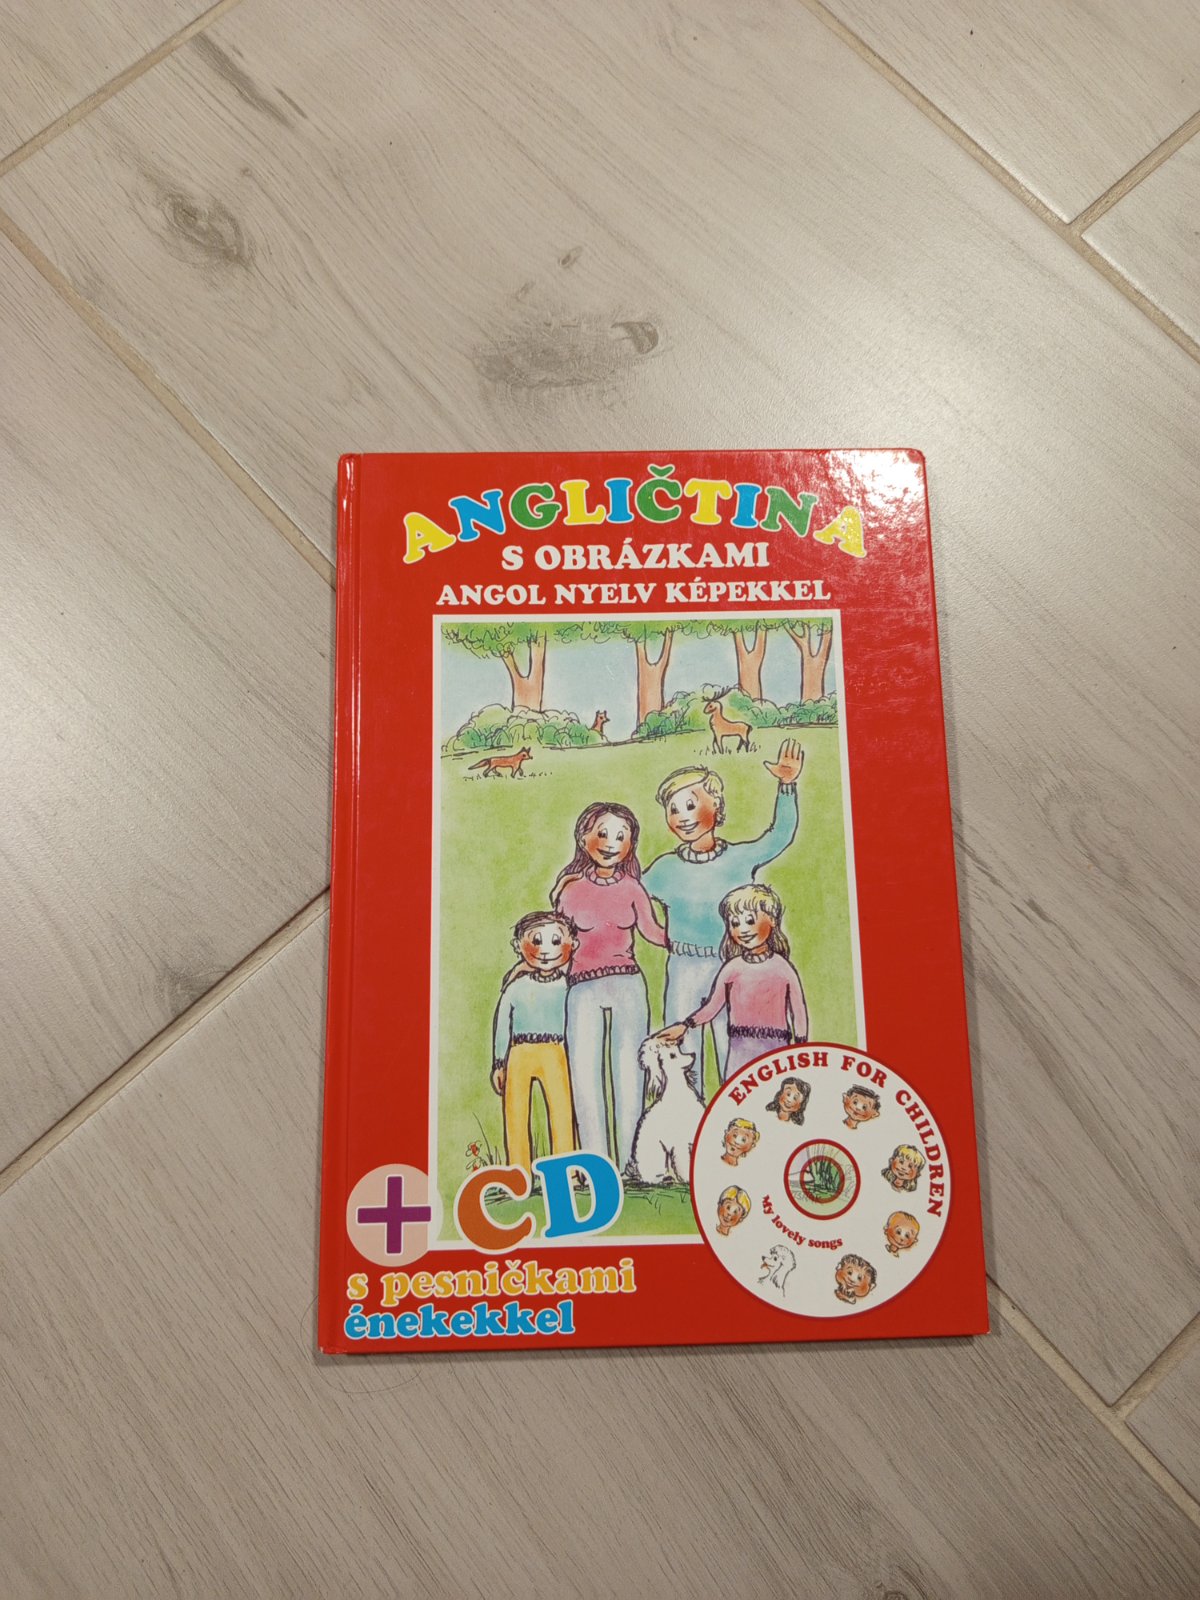 ANGLIČTINA
S OBRÁZKAMI
ANGOL NYELV KÉPEKKEL
ENGLISH FOR CHILDREN
My lovely songs
+ CD
s pesničkami
énekekkel